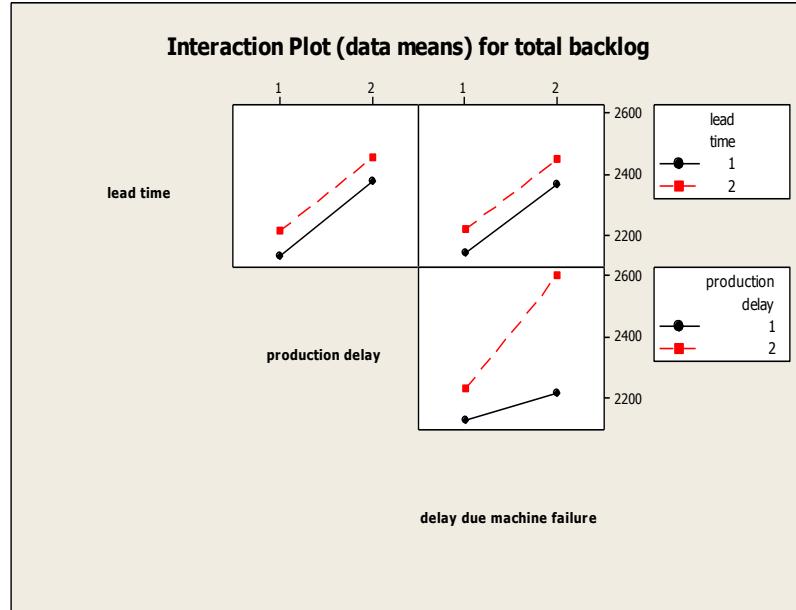 Interaction Plot (data means) for total backlog
1 2 1 2
2600
2400
2200
lead time
lead
time
1
2
2600
2400
2200
production delay
production
delay
1
2
delay due machine failure